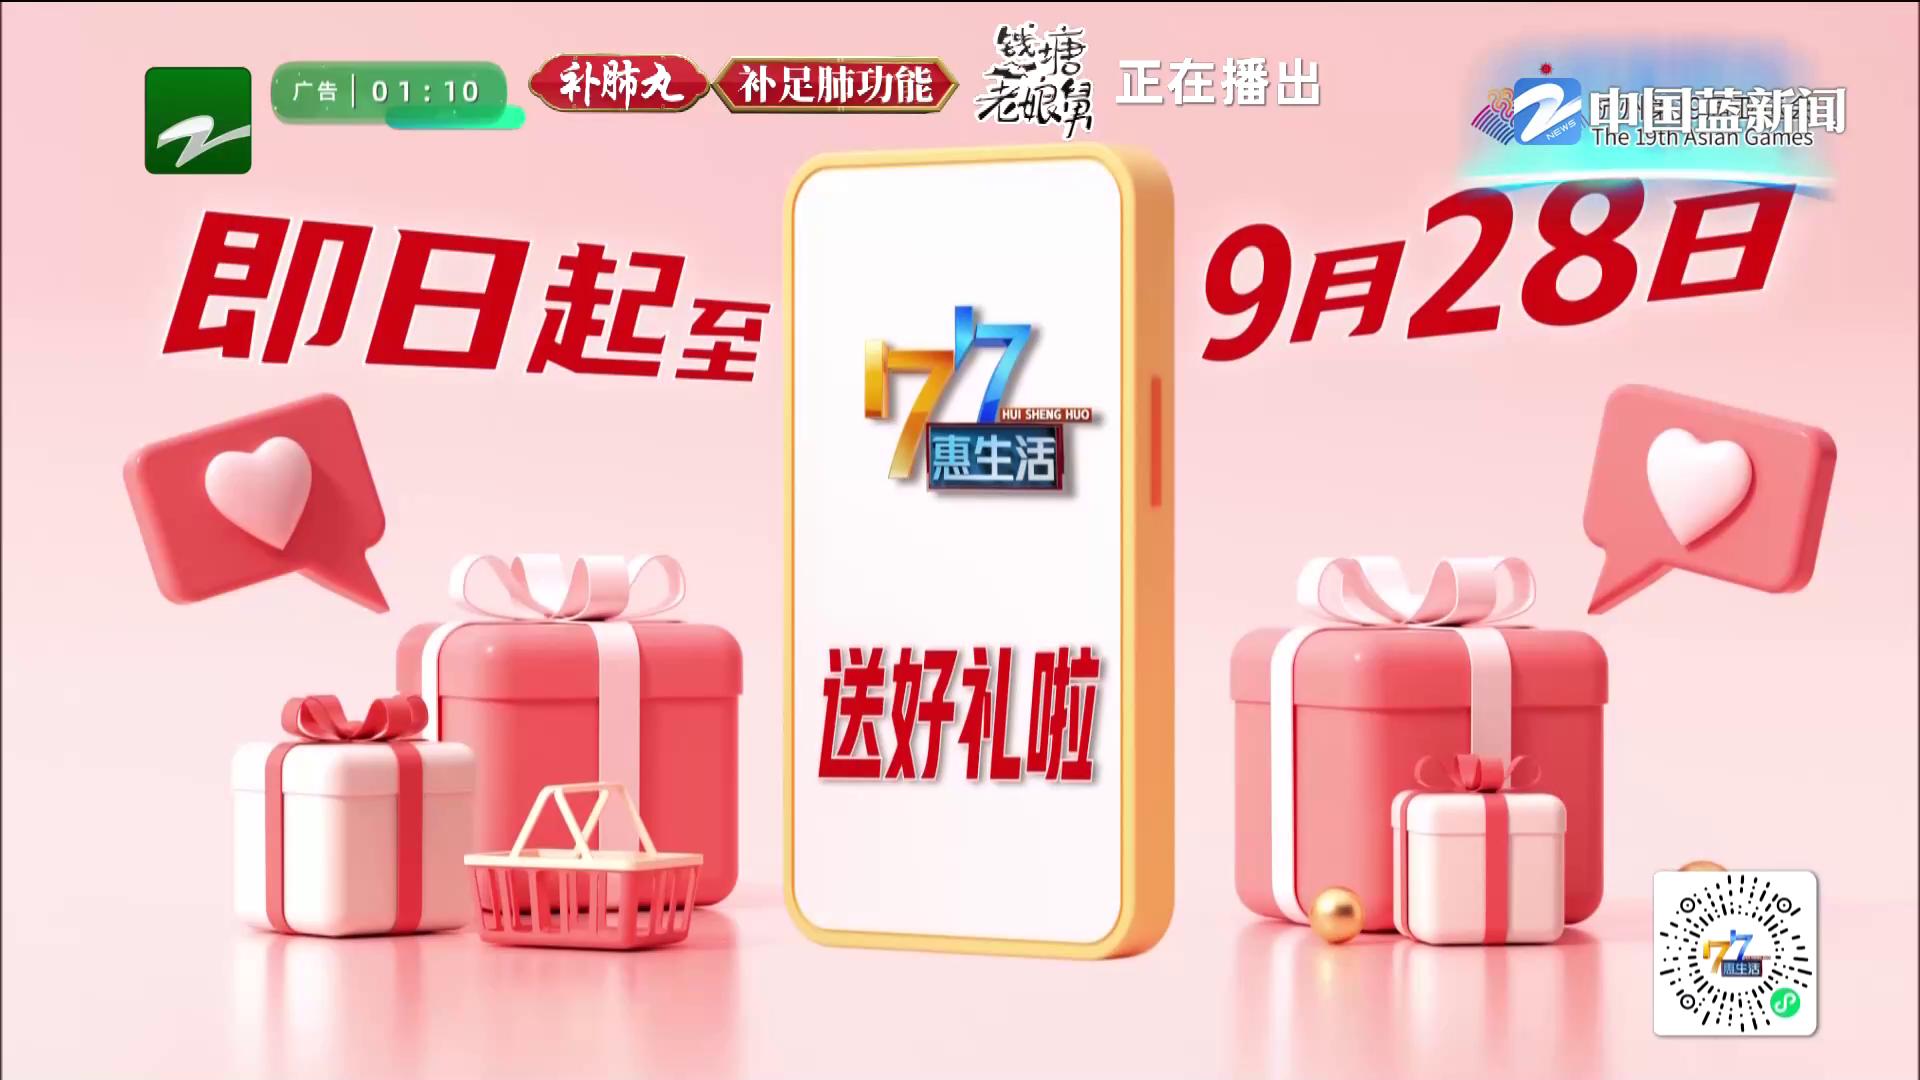 广告 01:10
补肺丸 补足肺功能
钱塘老娘舅
正在播出
中国蓝新闻
NEWS
The 19th Asian Games
即日起至
9月28日
77
HUI SHENG HUO
惠生活
送好礼啦
77
惠生活